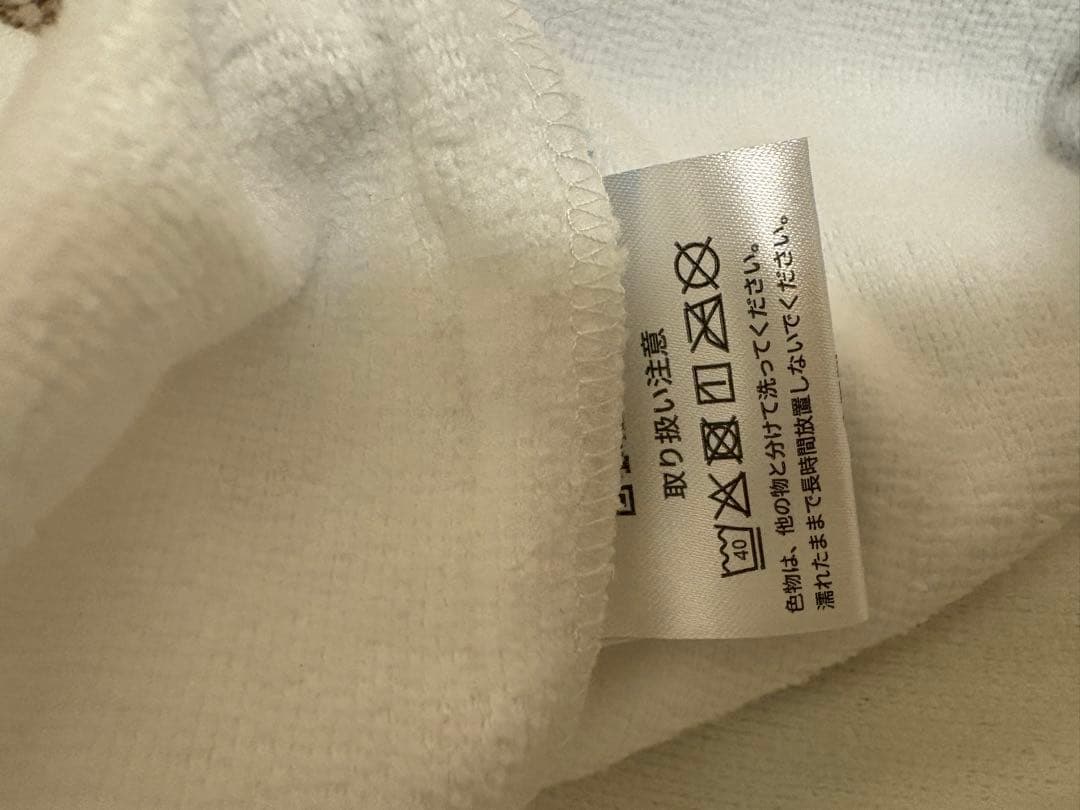 取り扱い注意
40
色物は、他の物と分けて洗ってください。
濡れたままで長時間放置しないでください。